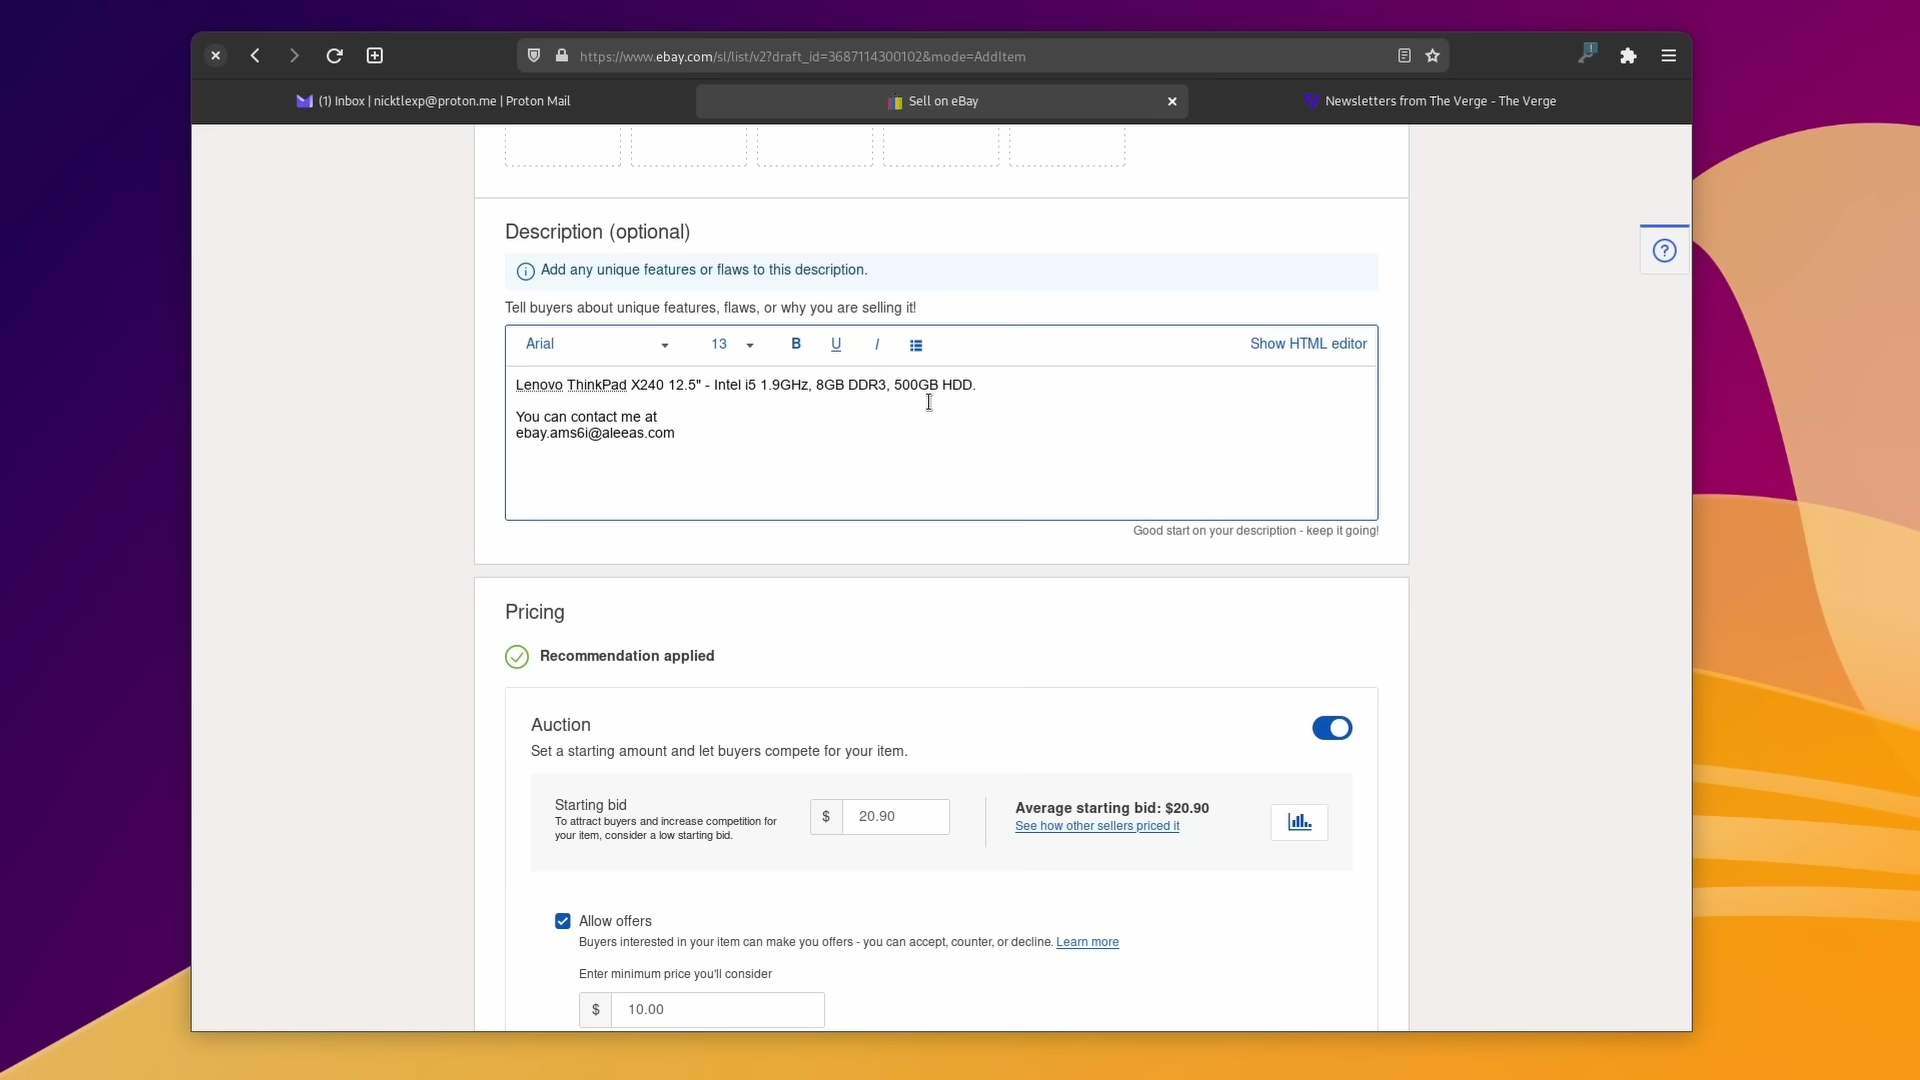 https://www.ebay.com/sl/list/v2?draft_id=3687114300102&mode=AddItem
(1) Inbox | nicktlexp@proton.me | Proton Mail
Sell on eBay
Newsletters from The Verge - The Verge
Description (optional)
Add any unique features or flaws to this description.
Tell buyers about unique features, flaws, or why you are selling it!
Arial 13 B U I Show HTML editor
Lenovo ThinkPad X240 12.5" - Intel i5 1.9GHz, 8GB DDR3, 500GB HDD.
You can contact me at
ebay.ams6i@aleeas.com
Good start on your description - keep it going!
Pricing
Recommendation applied
Auction
Set a starting amount and let buyers compete for your item.
Starting bid
To attract buyers and increase competition for
your item, consider a low starting bid.
$ 20.90
Average starting bid: $20.90
See how other sellers priced it
Allow offers
Buyers interested in your item can make you offers - you can accept, counter, or decline. Learn more
Enter minimum price you'll consider
$ 10.00